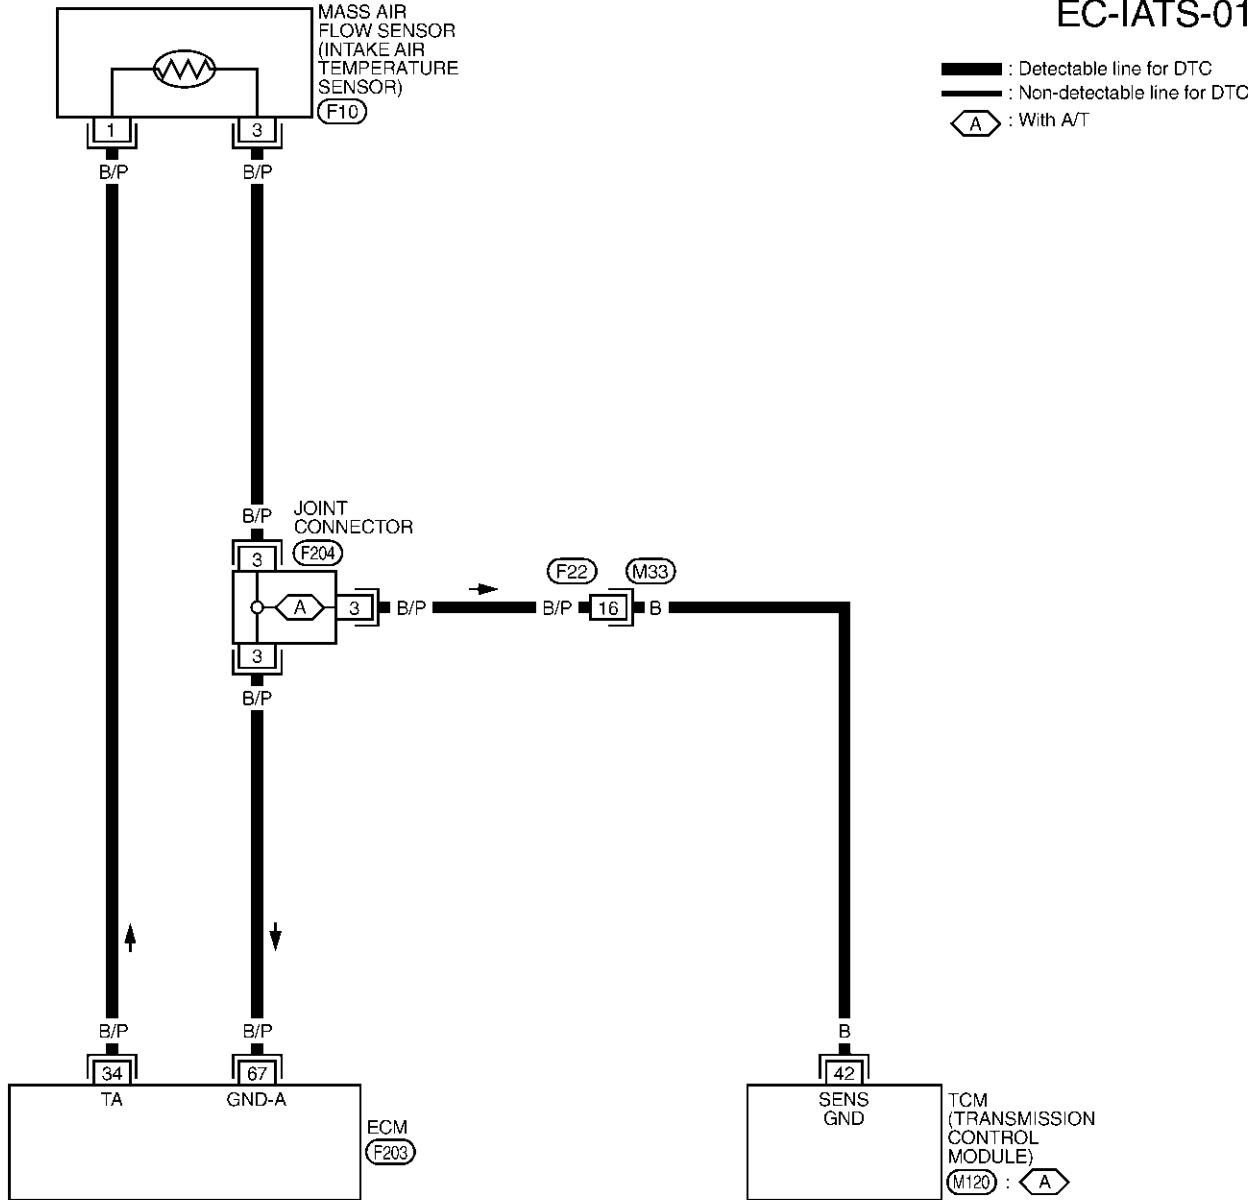 EC-IATS-01
MASS AIR
FLOW SENSOR
(INTAKE AIR
TEMPERATURE
SENSOR)
F10
: Detectable line for DTC
: Non-detectable line for DTC
A : With A/T
1 3
B/P B/P
B/P
JOINT
CONNECTOR
F204
3
A 3 B/P B/P 16 B
F22 M33
3
B/P
B/P B/P B
34 67 42
TA GND-A
ECM
F203
SENS
GND
TCM
(TRANSMISSION
CONTROL
MODULE)
M120 : A